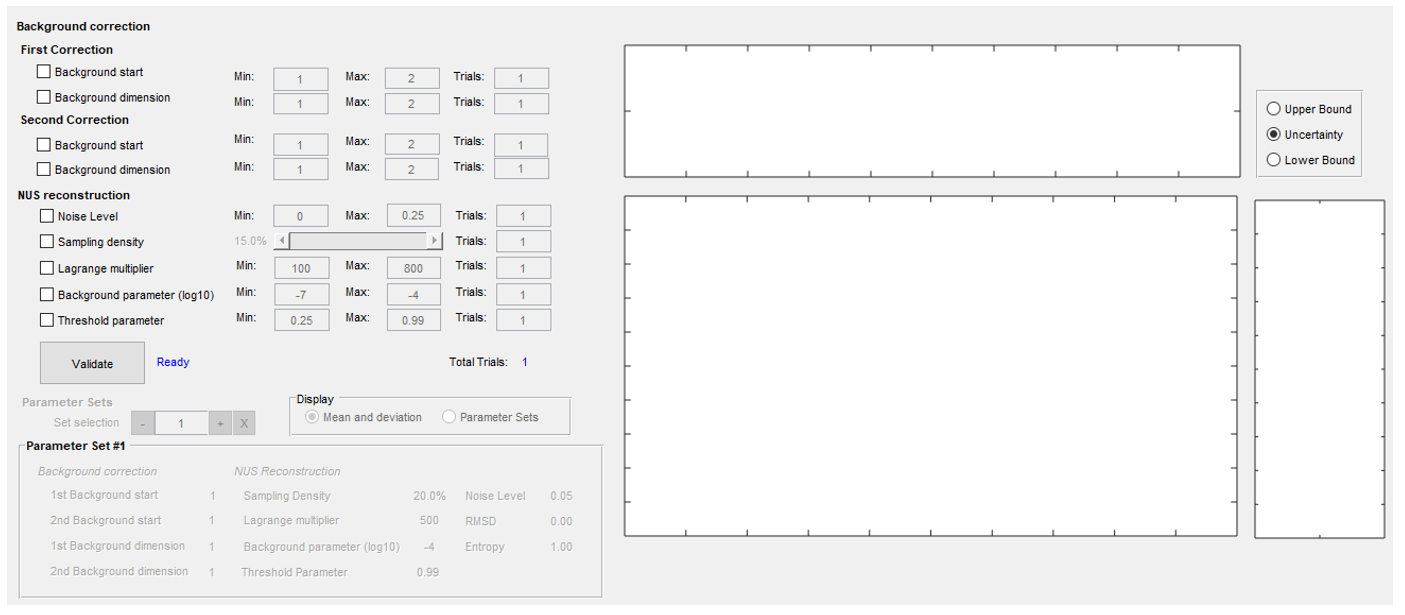 Background correction
First Correction
Background start Min: 1 Max: 2 Trials: 1
Background dimension Min: 1 Max: 2 Trials: 1
Second Correction
Background start Min: 1 Max: 2 Trials: 1
Background dimension Min: 1 Max: 2 Trials: 1
NUS reconstruction
Noise Level Min: 0 Max: 0.25 Trials: 1
Sampling density 15.0% Trials: 1
Lagrange multiplier Min: 100 Max: 800 Trials: 1
Background parameter (log10) Min: -7 Max: -4 Trials: 1
Threshold parameter Min: 0.25 Max: 0.99 Trials: 1
Validate Ready Total Trials: 1
Parameter Sets
Set selection - 1 + X
Display
Mean and deviation Parameter Sets
Parameter Set #1
Background correction NUS Reconstruction
1st Background start 1 Sampling Density 20.0% Noise Level 0.05
2nd Background start 1 Lagrange multiplier 500 RMSD 0.00
1st Background dimension 1 Background parameter (log10) -4 Entropy 1.00
2nd Background dimension 1 Threshold Parameter 0.99
Upper Bound
Uncertainty
Lower Bound